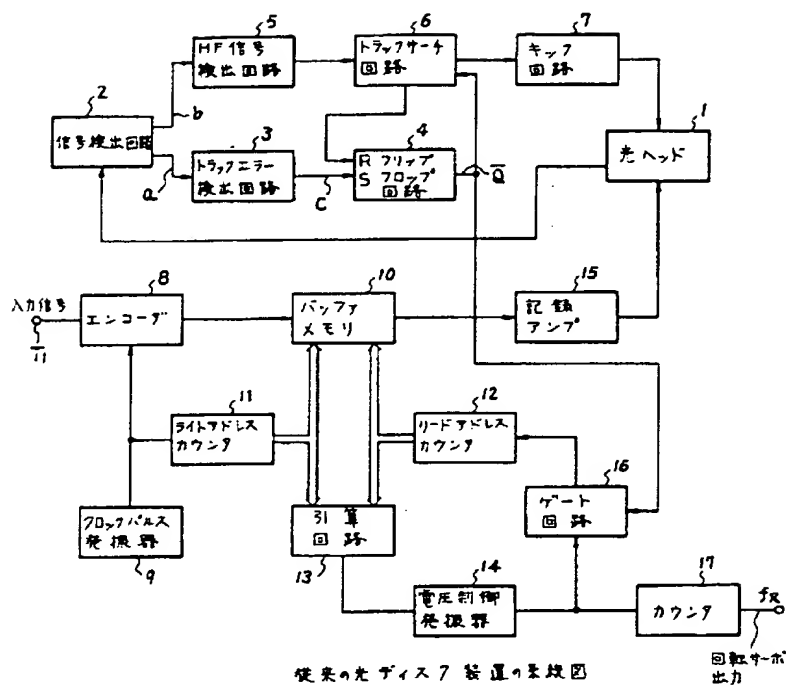 5
HF信号
検出回路
6
トラックサーチ
回路
7
キック
回路
2
信号検出回路
b
a
3
トラックエラー
検出回路
C
4
R フリップ
S フロップ
回路
Q
1
光ヘッド
入力信号
T1
8
エンコーダ
10
バッファ
メモリ
15
記録
アンプ
11
ライトアドレス
カウンタ
12
リードアドレス
カウンタ
16
ゲート
回路
クロックパルス
発振器
9
引算
回路
13
14
電圧制御
発振器
17
カウンタ
fR
回転サーボ
出力
従来の光ディスク装置の系統図